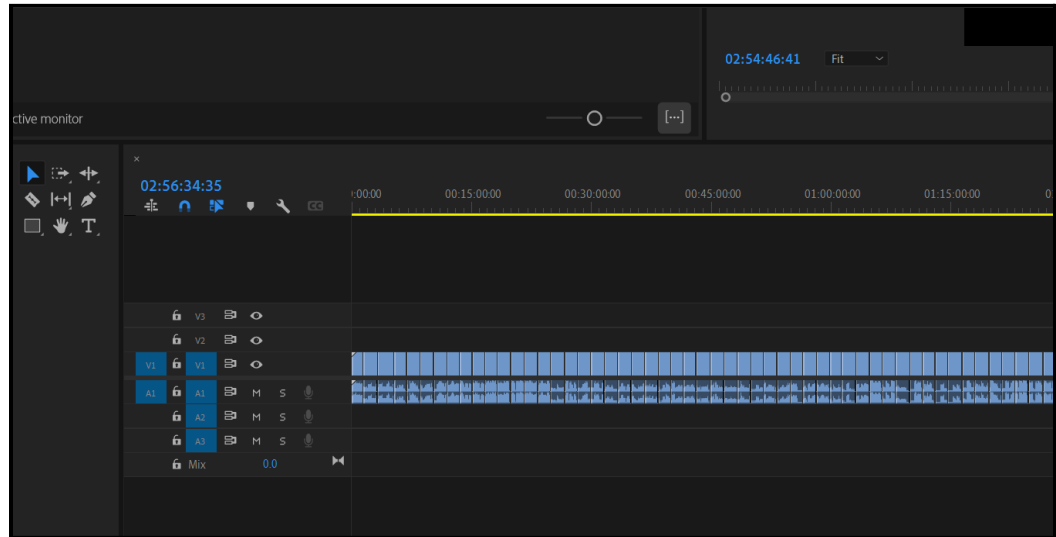 02:54:46:41 Fit
ctive monitor
02:56:34:35
:00:00 00:15:00:00 00:30:00:00 00:45:00:00 01:00:00:00 01:15:00:00 0
CC
T
V3
V2
V1 V1
A1 A1 M S
A2 M S
A3 M S
Mix 0.0